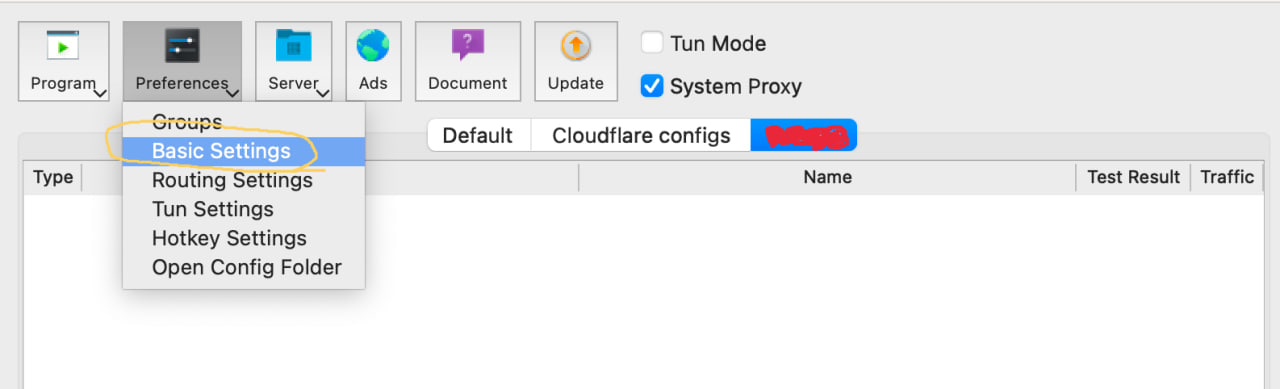 Tun Mode
Program Preferences Server Ads Document Update
System Proxy
Groups
Default Cloudflare configs
Basic Settings
Type Name Test Result Traffic
Routing Settings
Tun Settings
Hotkey Settings
Open Config Folder